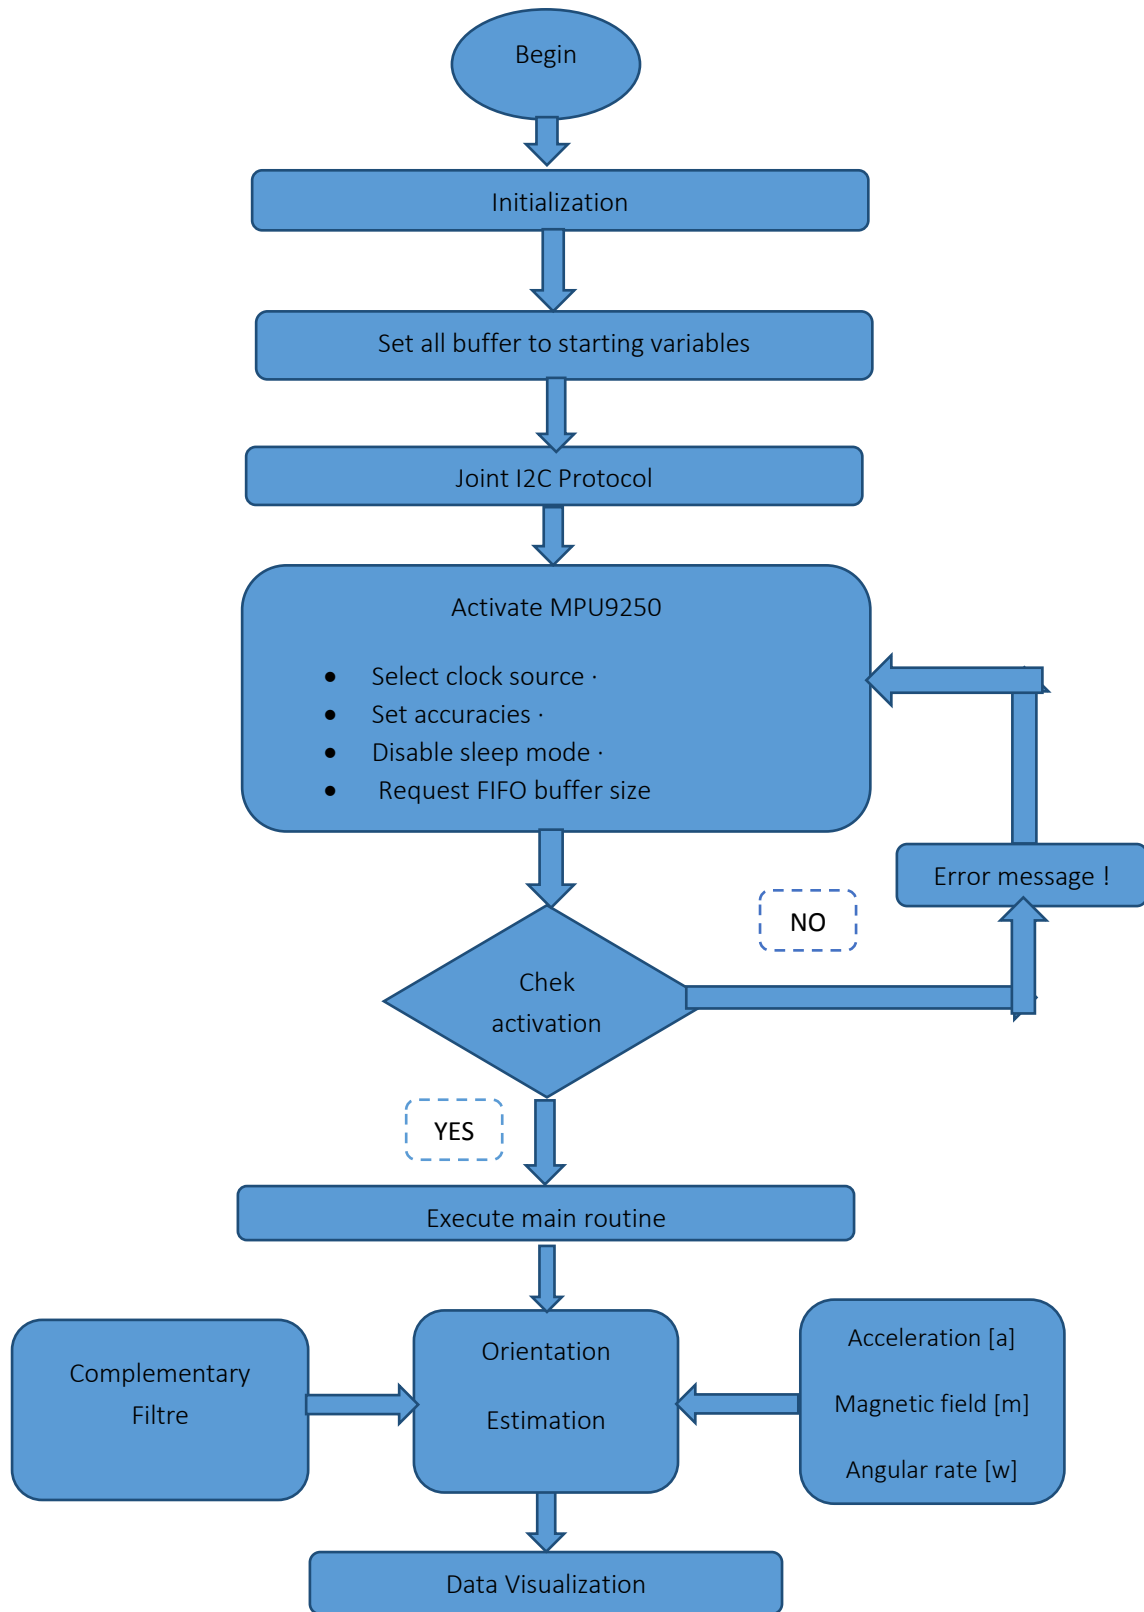 Begin
Initialization
Set all buffer to starting variables
Joint I2C Protocol
Activate MPU9250
• Select clock source ·
• Set accuracies ·
• Disable sleep mode ·
• Request FIFO buffer size
Error message !
NO
Chek
activation
YES
Execute main routine
Complementary
Filtre
Orientation
Estimation
Acceleration [a]
Magnetic field [m]
Angular rate [w]
Data Visualization